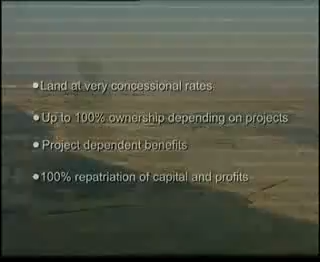 ● Land at very concessional rates
● Up to 100% ownership depending on projects
● Project dependent benefits
● 100% repatriation of capital and profits